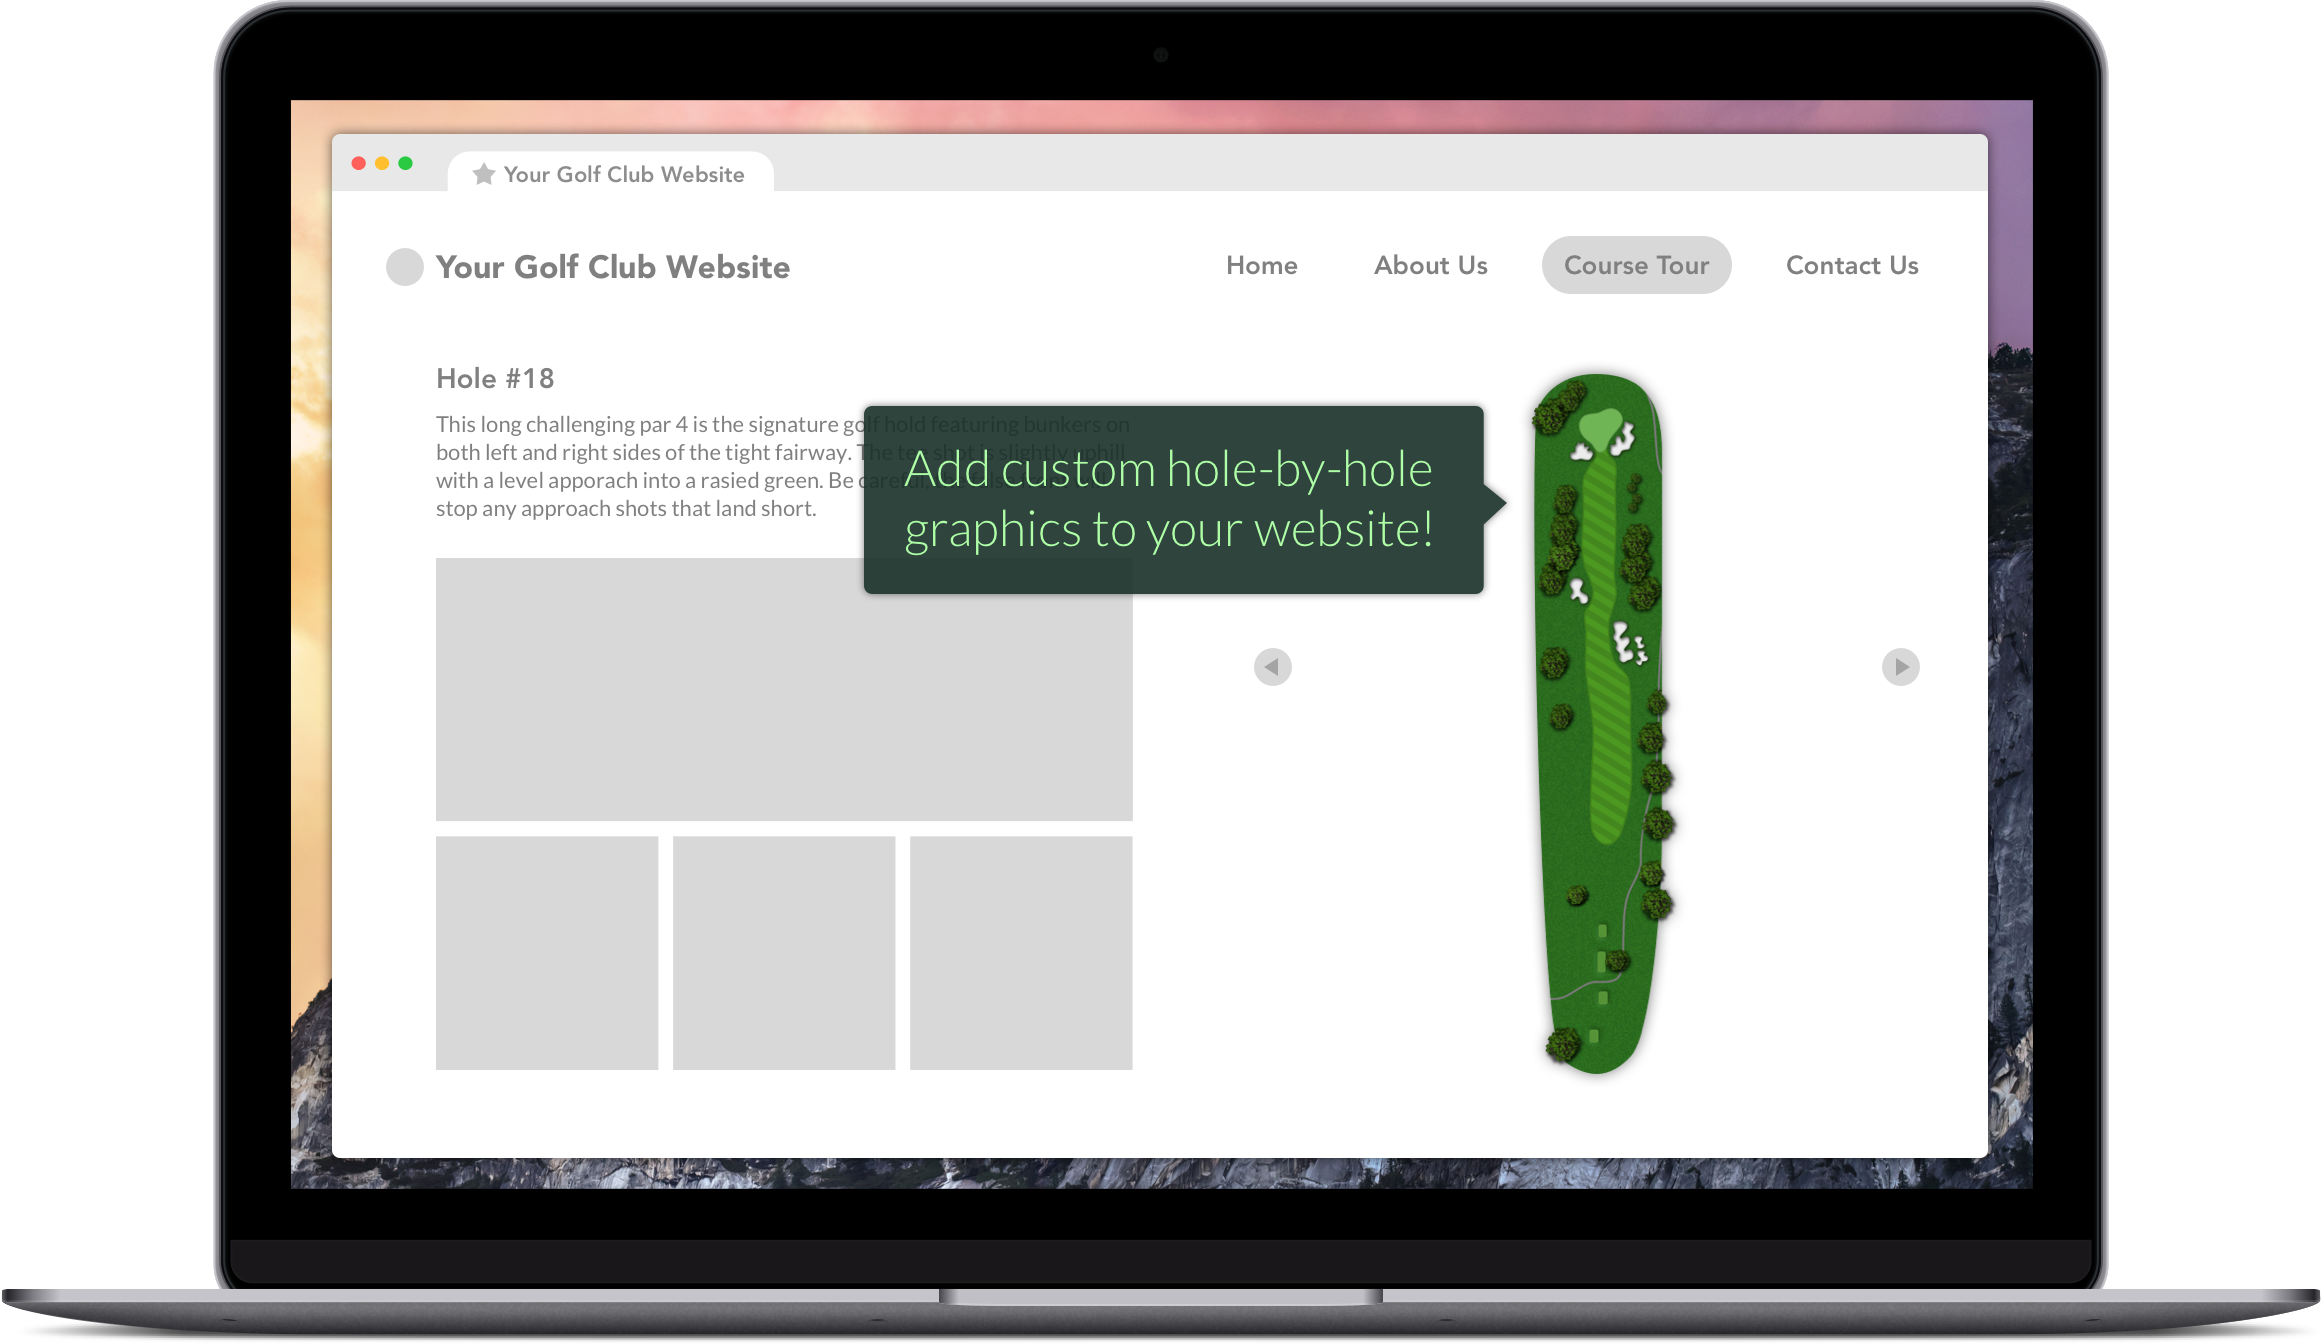 Your Golf Club Website
Your Golf Club Website
Home
About Us
Course Tour
Contact Us
Hole #18
This long challenging par 4 is the signature golf hold featuring bunkers on
both left and right sides of the tight fairway. The tee shot is slightly uphill
with a level apporach into a rasied green. Be careful,
stop any approach shots that land short.
Add custom hole-by-hole
graphics to your website!